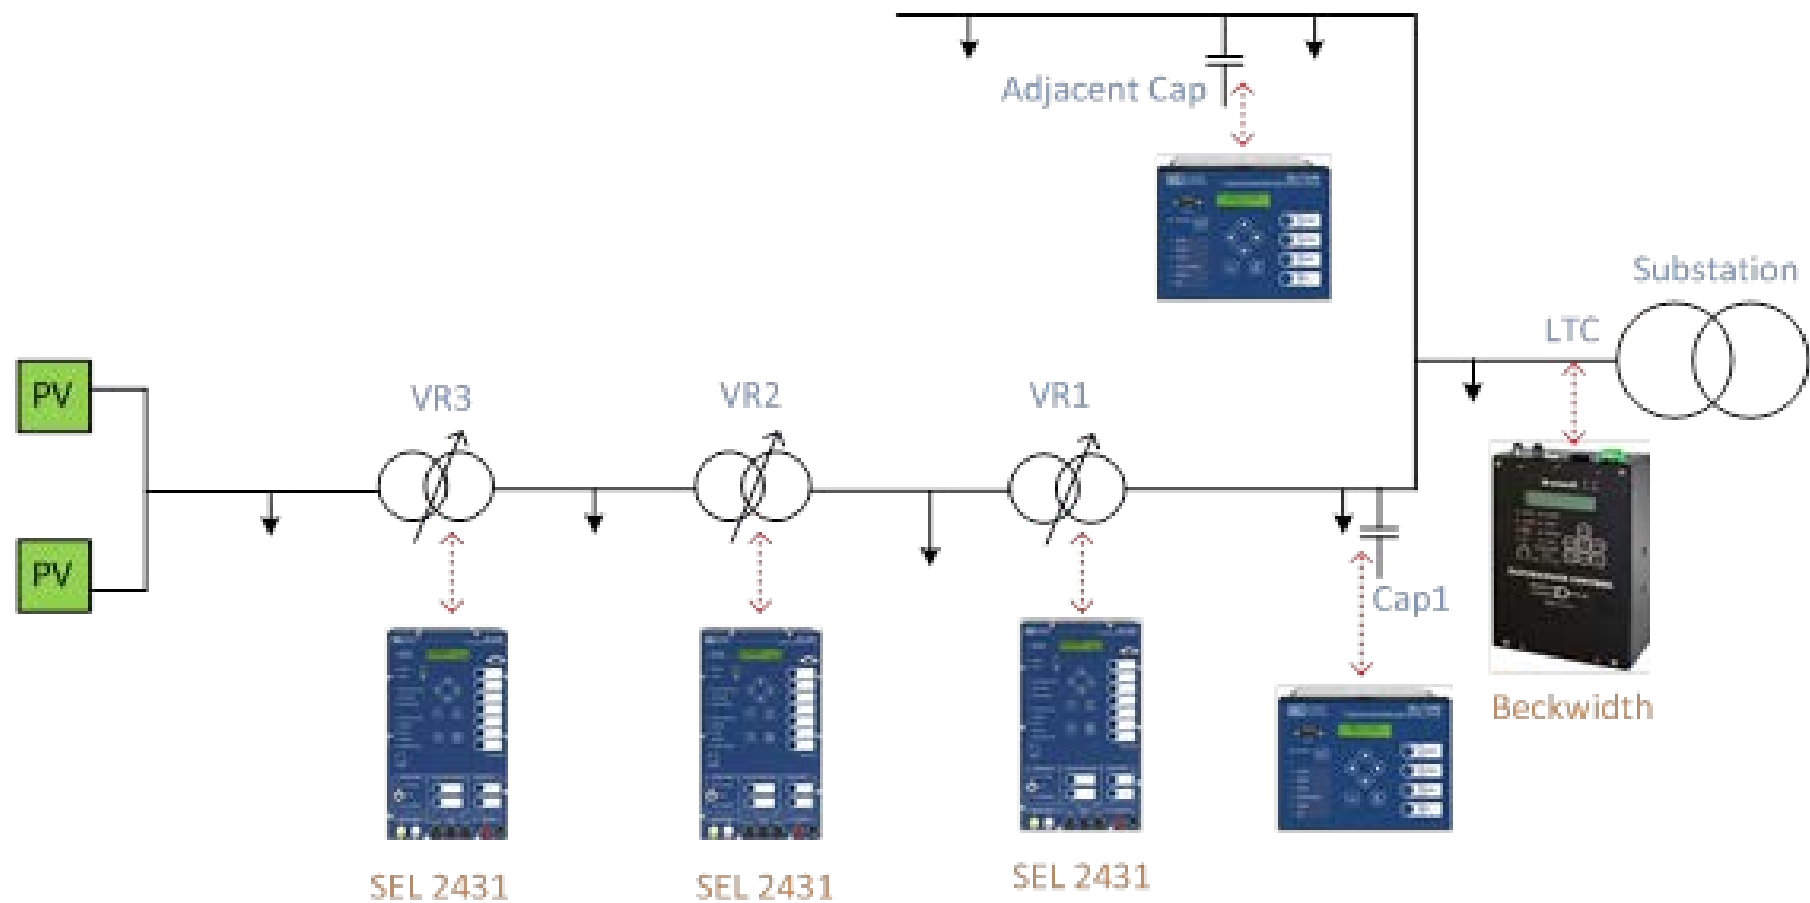 Adjacent Cap
Substation
LTC
PV
VR3
VR2
VR1
PV
Cap1
Beckwidth
SEL 2431
SEL 2431
SEL 2431